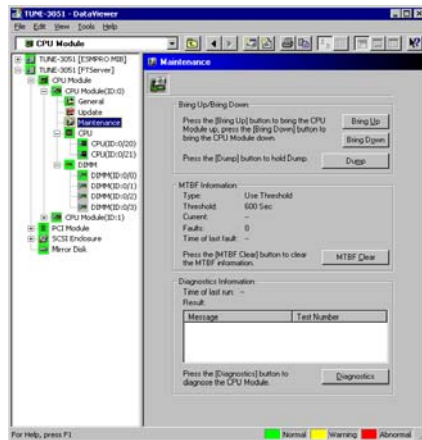 TUNE-3051 - DataViewer
File Edit View Tools Help
CPU Module
TUNE-3051 [ESMPRO MIB]
TUNE-3051 [FTServer]
CPU Module
CPU Module(ID:0)
General
Update
Maintenance
CPU
CPU(ID:0/20)
CPU(ID:0/21)
DIMM
DIMM(ID:0/0)
DIMM(ID:0/1)
DIMM(ID:0/2)
DIMM(ID:0/3)
CPU Module(ID:1)
PCI Module
SCSI Enclosure
Mirror Disk
Maintenance
Bring Up/Bring Down
Press the [Bring Up] button to bring the CPU
Module up, press the [Bring Down] button to
bring the CPU Module down.
Bring Up
Bring Down
Press the [Dump] button to hold Dump.
Dump
MTBF Information
Type: Use Threshold
Threshold: 600 Sec
Current: -
Faults: 0
Time of last fault: -
Press the [MTBF Clear] button to clear
the MTBF information.
MTBF Clear
Diagnostics Information
Time of last run: -
Result:
Message Test Number
Press the [Diagnostics] button to
diagnose the CPU Module.
Diagnostics
For Help, press F1
Normal Warning Abnormal